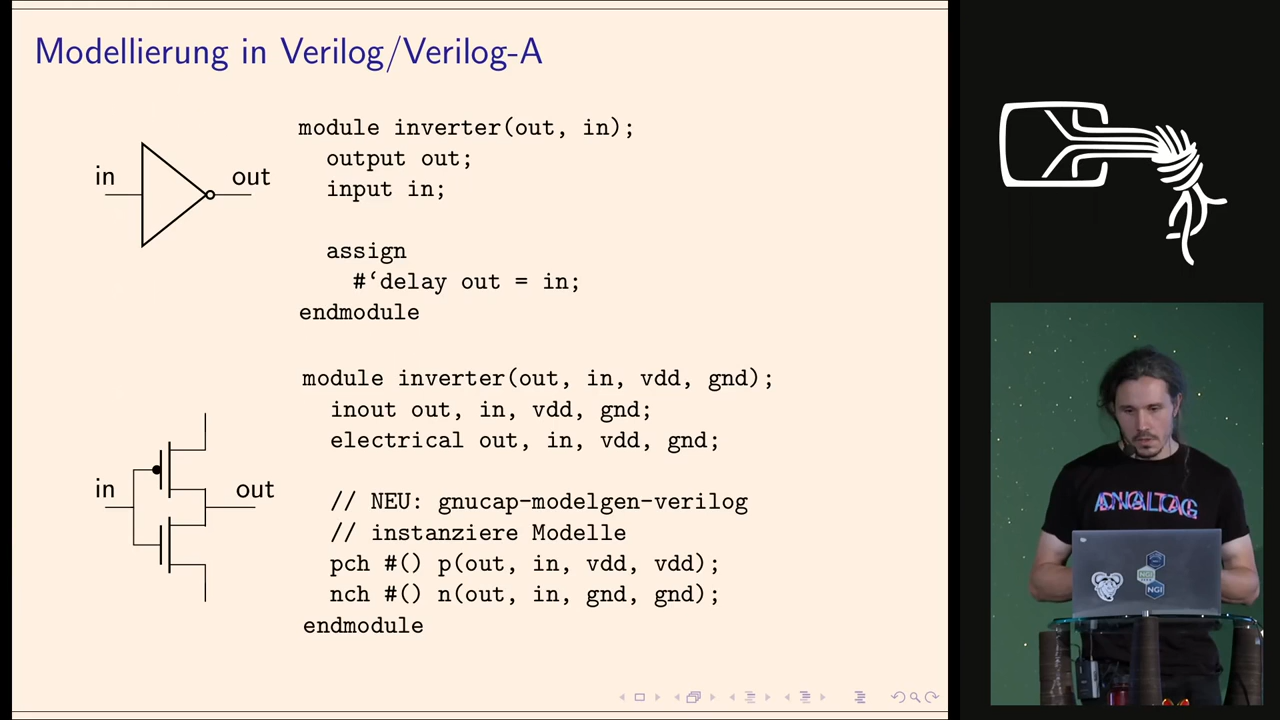 Modellierung in Verilog/Verilog-A
in
out
module inverter(out, in);
output out;
input in;
assign
#‘delay out = in;
endmodule
in
out
module inverter(out, in, vdd, gnd);
inout out, in, vdd, gnd;
electrical out, in, vdd, gnd;
// NEU: gnucap-modelgen-verilog
// instanziere Modelle
pch #() p(out, in, vdd, vdd);
nch #() n(out, in, gnd, gnd);
endmodule
NGI